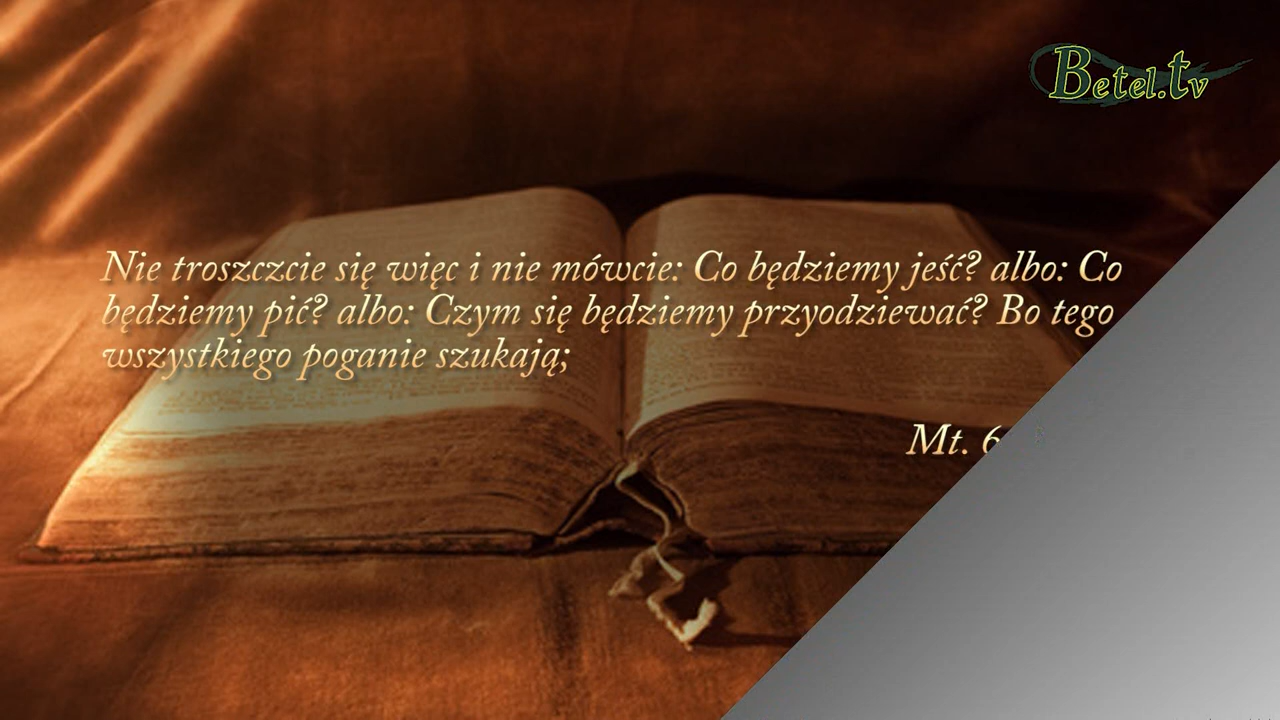 Betel.tv
Nie troszczcie się więc i nie mówcie: Co będziemy jeść? albo: Co
będziemy pić? albo: Czym się będziemy przyodziewać? Bo tego
wszystkiego poganie szukają;
Mt. 6